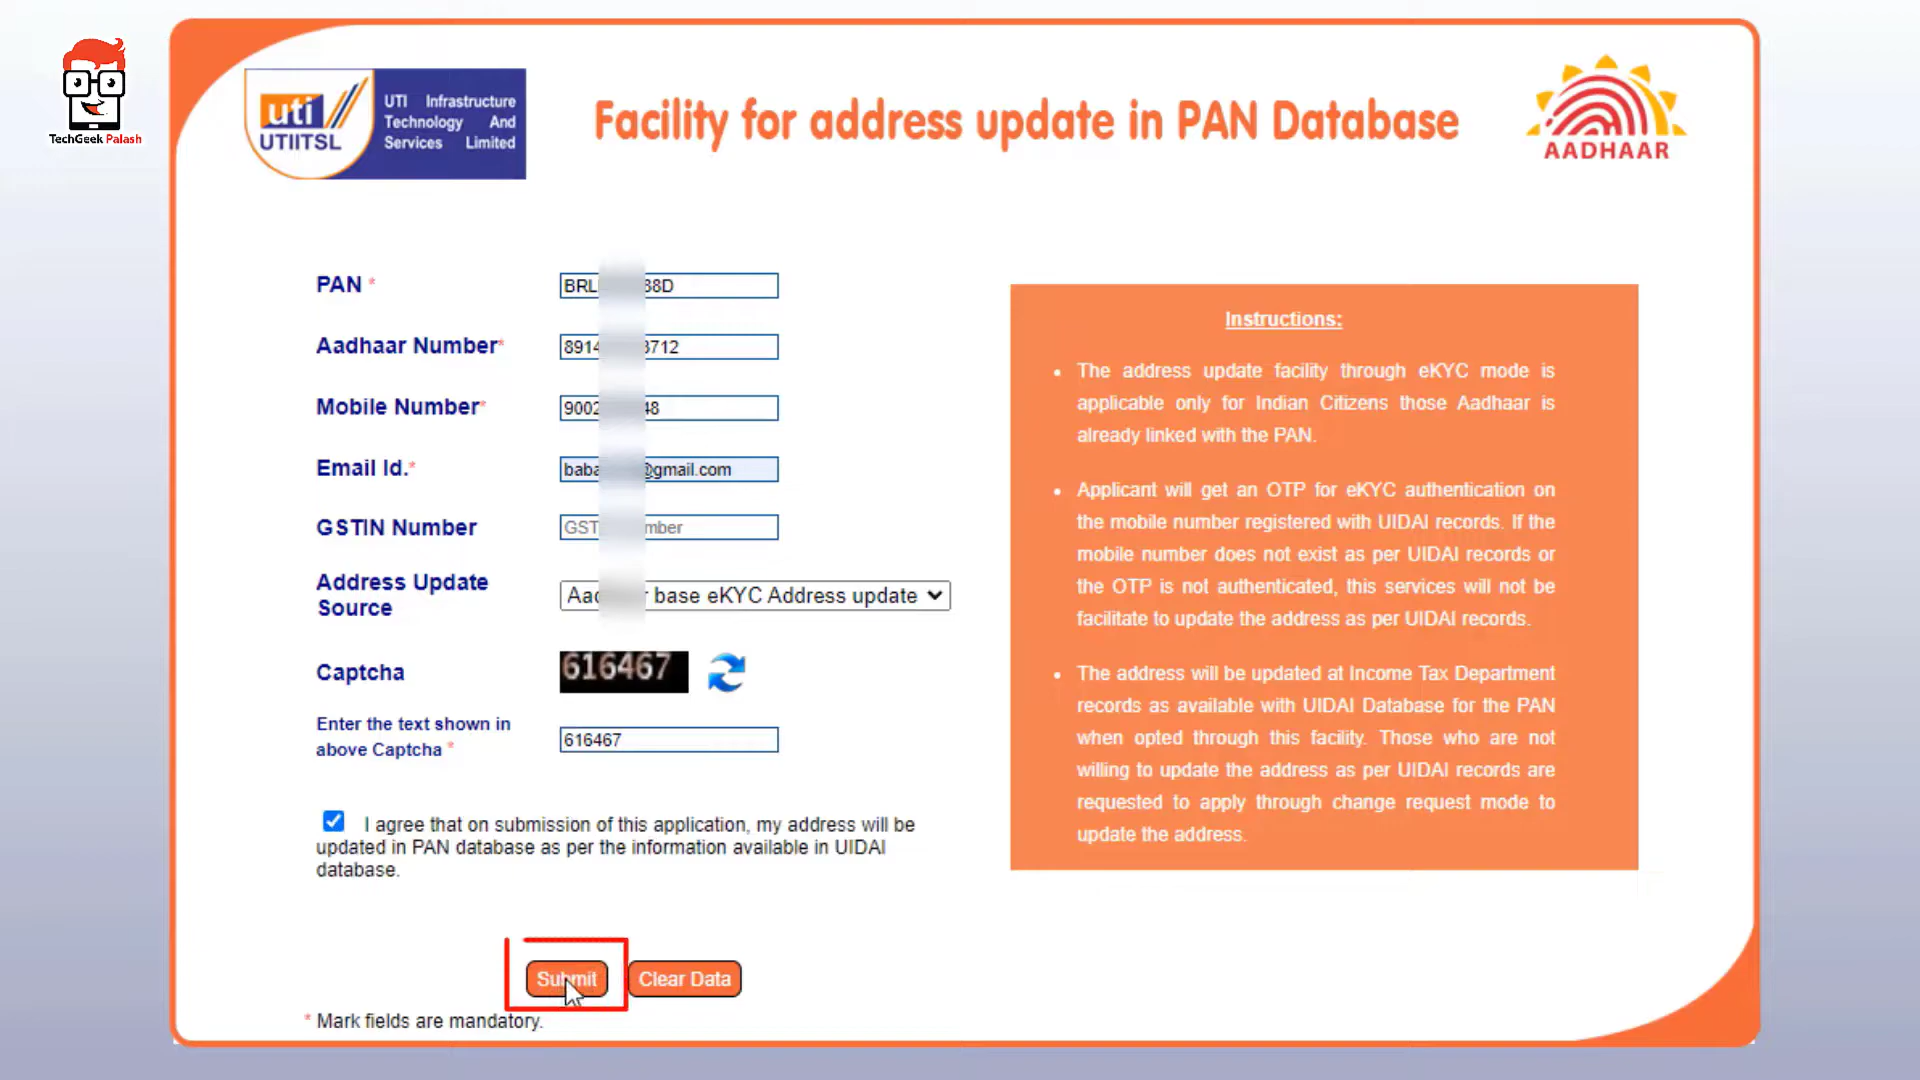 TechGeek Palash
uti
UTIITSL
UTI Infrastructure
Technology And
Services Limited
Facility for address update in PAN Database
AADHAAR
PAN *
BRL 38D
Aadhaar Number*
8914 3712
Mobile Number*
9002 48
Email Id.*
baba @gmail.com
GSTIN Number
GST mber
Address Update
Source
Aad r base eKYC Address update
Captcha
616467
Enter the text shown in
above Captcha *
616467
I agree that on submission of this application, my address will be
updated in PAN database as per the information available in UIDAI
database.
Submit
Clear Data
* Mark fields are mandatory.
Instructions:
• The address update facility through eKYC mode is
applicable only for Indian Citizens those Aadhaar is
already linked with the PAN.
• Applicant will get an OTP for eKYC authentication on
the mobile number registered with UIDAI records. If the
mobile number does not exist as per UIDAI records or
the OTP is not authenticated, this services will not be
facilitate to update the address as per UIDAI records.
• The address will be updated at Income Tax Department
records as available with UIDAI Database for the PAN
when opted through this facility. Those who are not
willing to update the address as per UIDAI records are
requested to apply through change request mode to
update the address.